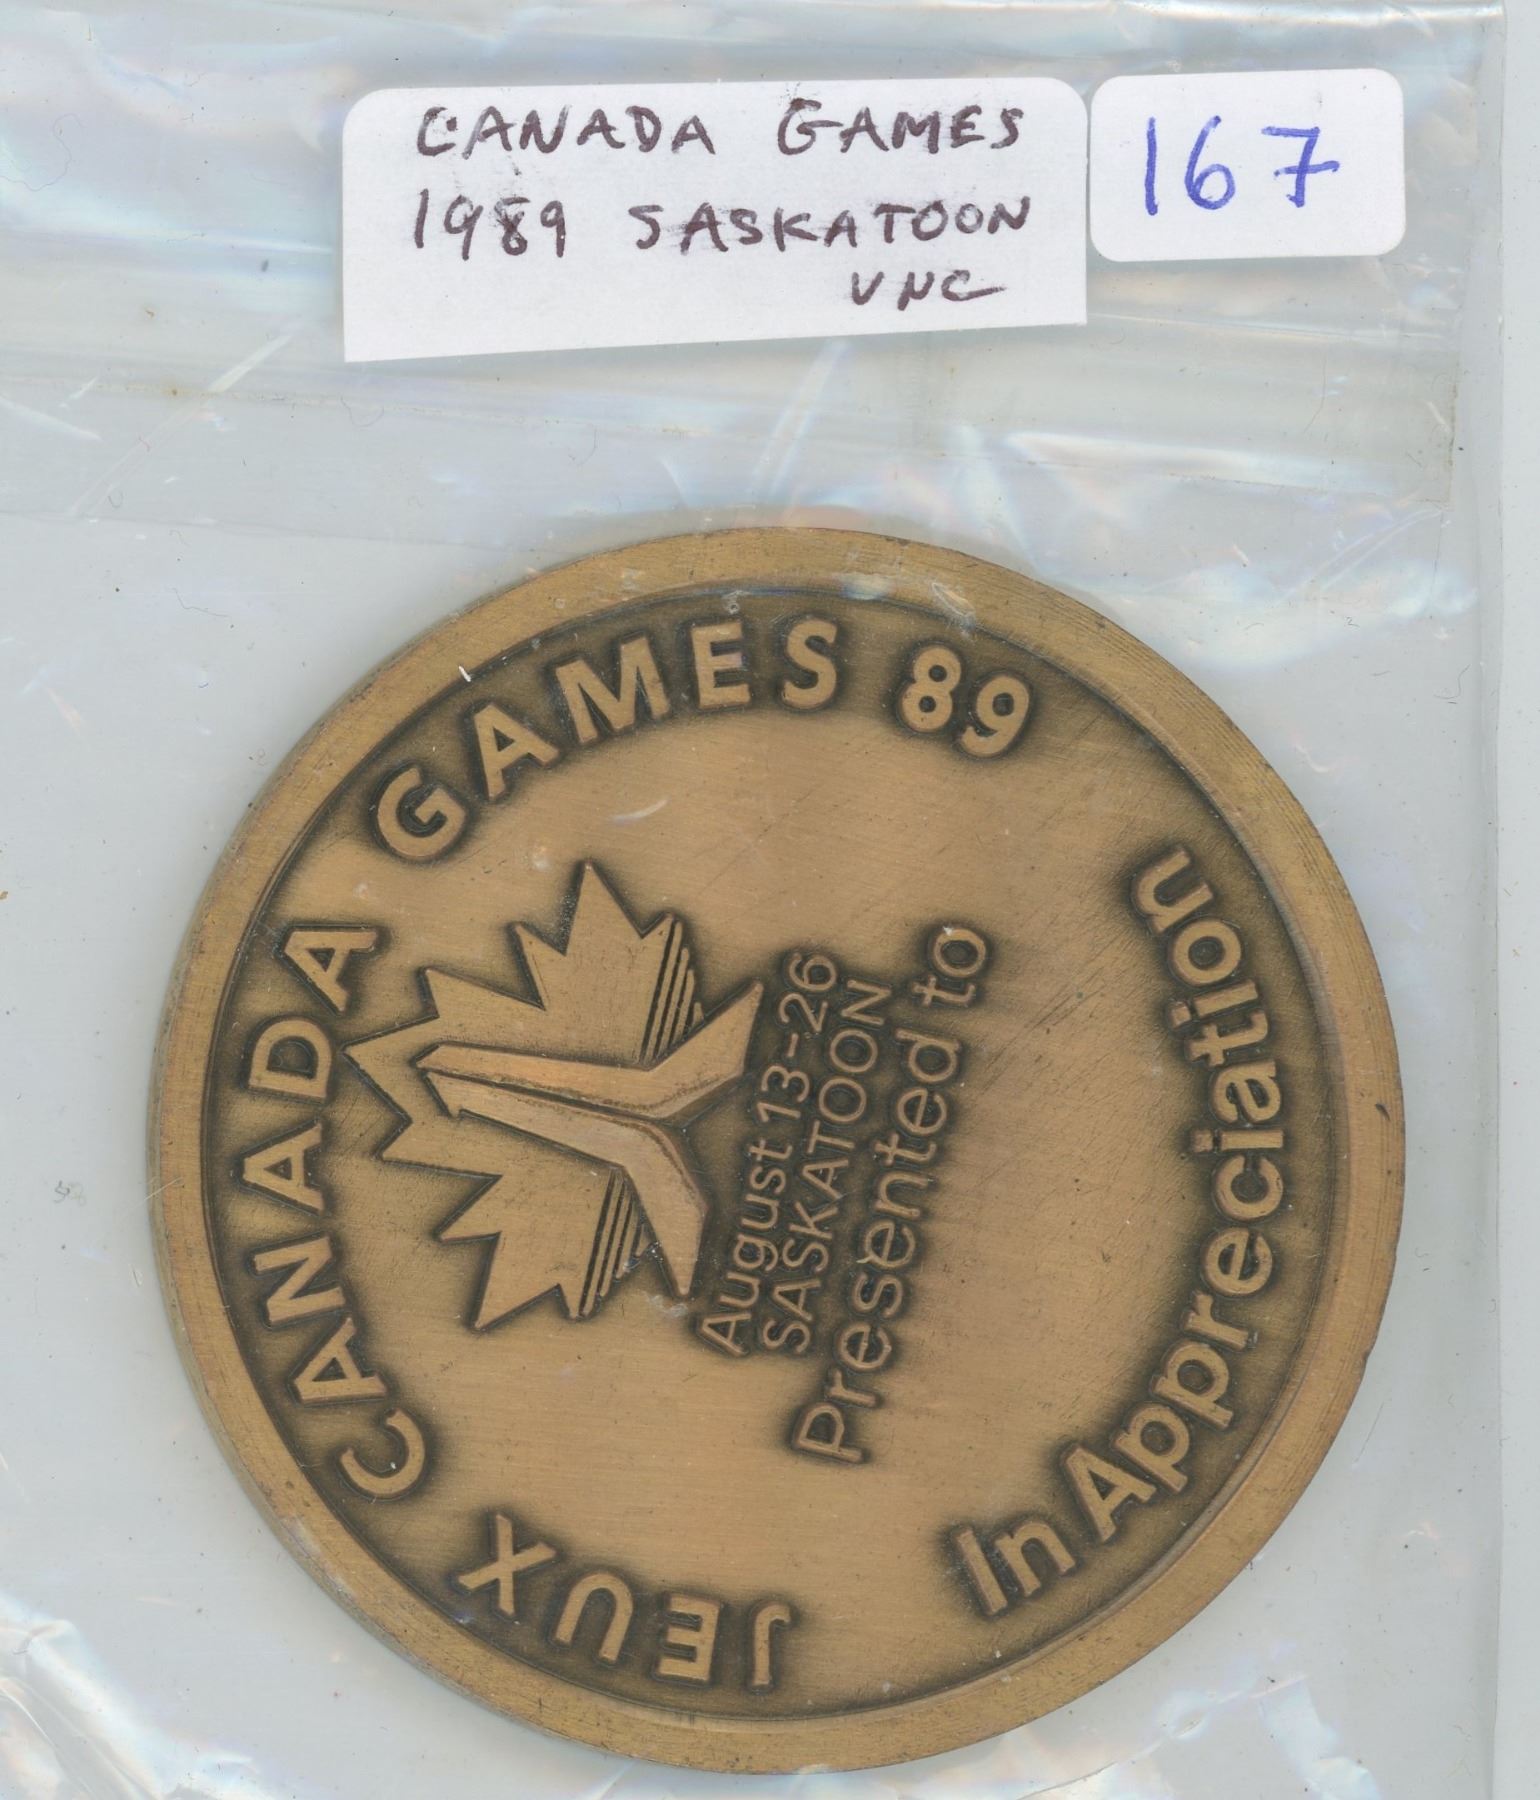 CANADA GAMES
1989 SASKATOON
UNC
167
JEUX CANADA GAMES 89
August 13-26
SASKATOON
Presented to
In Appreciation